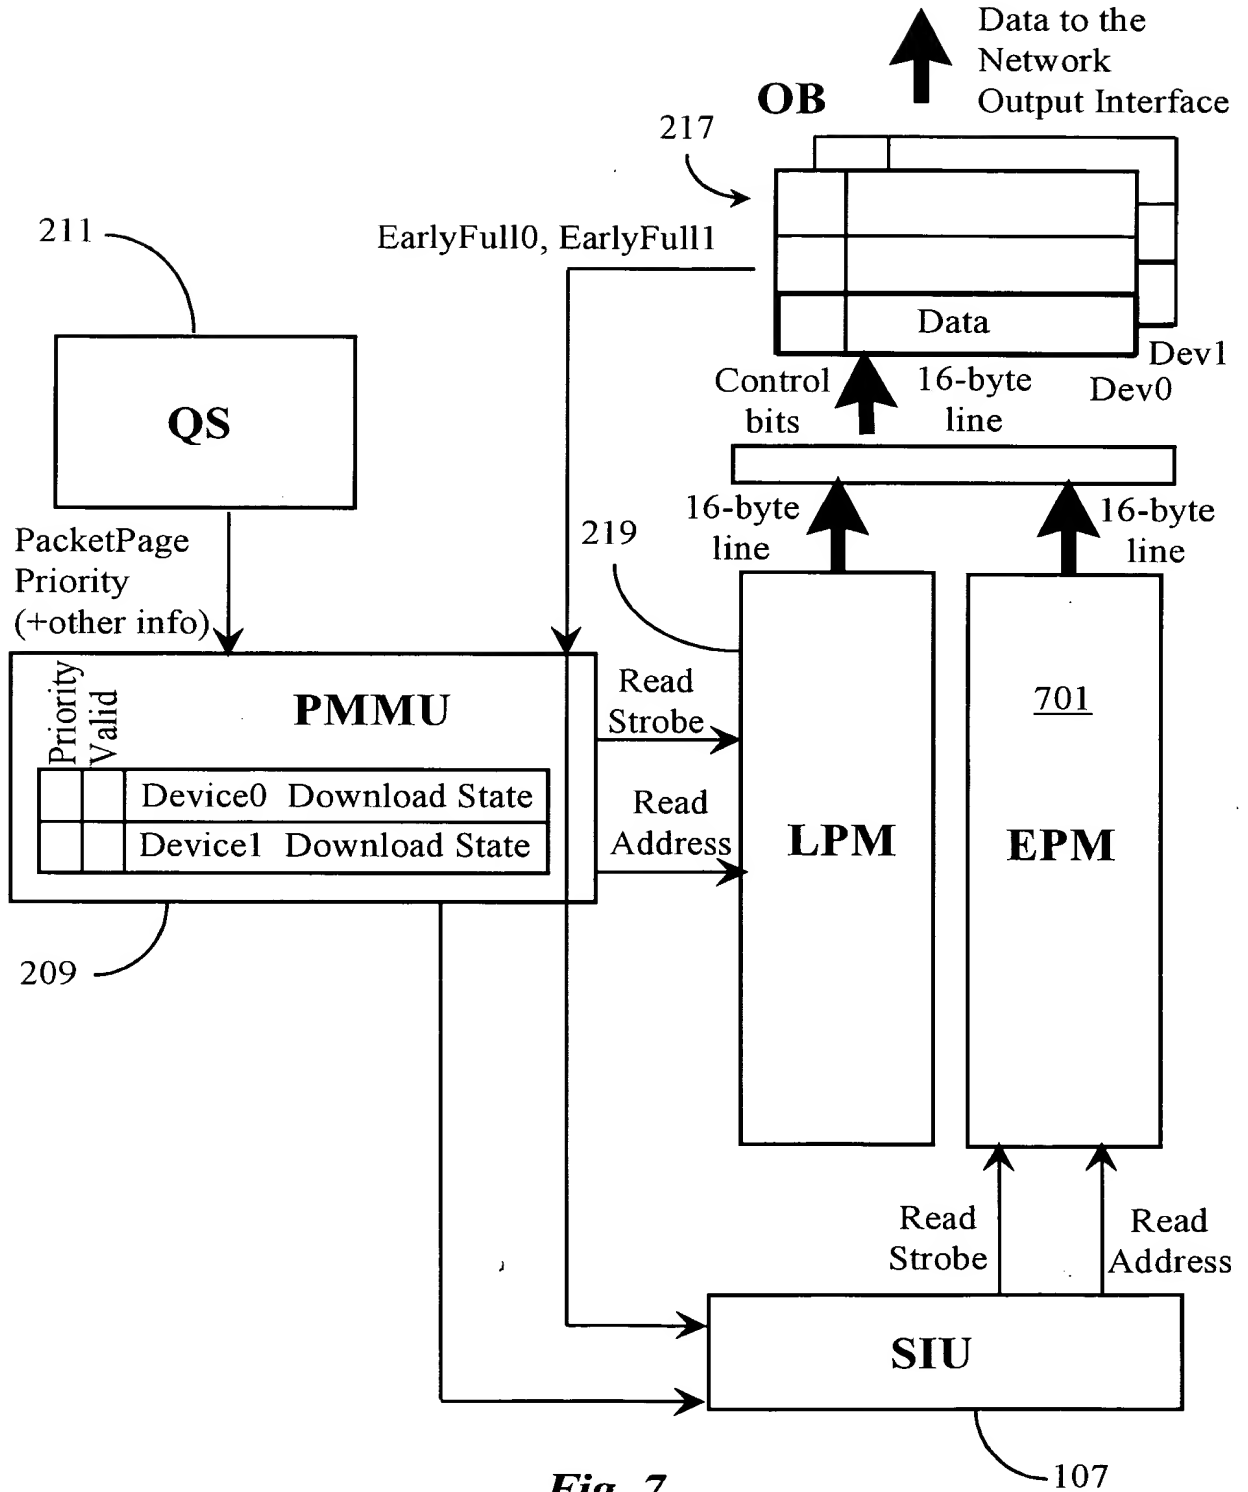 Data to the
Network
Output Interface
OB
217
211
EarlyFull0, EarlyFull1
Data
Dev1
Dev0
Control
bits
16-byte
line
QS
16-byte
line
16-byte
line
219
PacketPage
Priority
(+other info)
Priority
Valid
PMMU
Read
Strobe
701
Device0 Download State
Device1 Download State
Read
Address
LPM
EPM
209
Read
Strobe
Read
Address
SIU
107
Fig. 7